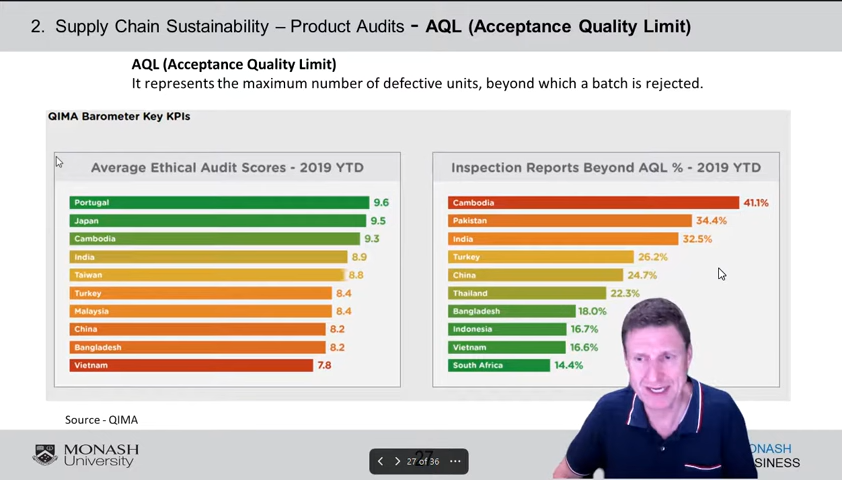 2. Supply Chain Sustainability – Product Audits - AQL (Acceptance Quality Limit)
AQL (Acceptance Quality Limit)
It represents the maximum number of defective units, beyond which a batch is rejected.
QIMA Barometer Key KPIs
Average Ethical Audit Scores - 2019 YTD
Portugal 9.6
Japan 9.5
Cambodia 9.3
India 8.9
Taiwan 8.8
Turkey 8.4
Malaysia 8.4
China 8.2
Bangladesh 8.2
Vietnam 7.8
Inspection Reports Beyond AQL % - 2019 YTD
Cambodia 41.1%
Pakistan 34.4%
India 32.5%
Turkey 26.2%
China 24.7%
Thailand 22.3%
Bangladesh 18.0%
Indonesia 16.7%
Vietnam 16.6%
South Africa 14.4%
Source - QIMA
MONASH
University
27
27 of 36
ONASH
SINESS